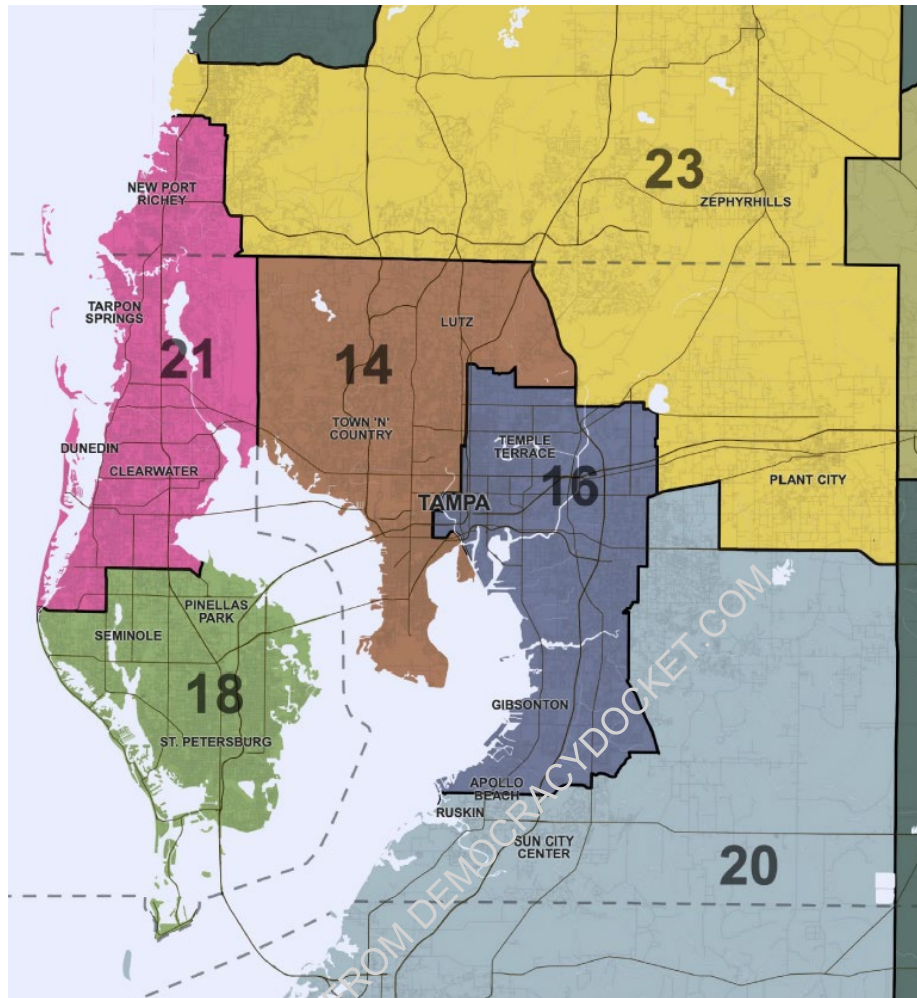 23
NEW PORT
RICHEY
ZEPHYRHILLS
TARPON
SPRINGS
LUTZ
21
14
TOWN 'N'
COUNTRY
DUNEDIN
TEMPLE
TERRACE
CLEARWATER
16
PLANT CITY
TAMPA
PINELLAS
PARK
SEMINOLE
18
GIBSONTON
ST. PETERSBURG
APOLLO
BEACH
RUSKIN
SUN CITY
CENTER
20
FROM DEMOCRACYDOCKET.COM